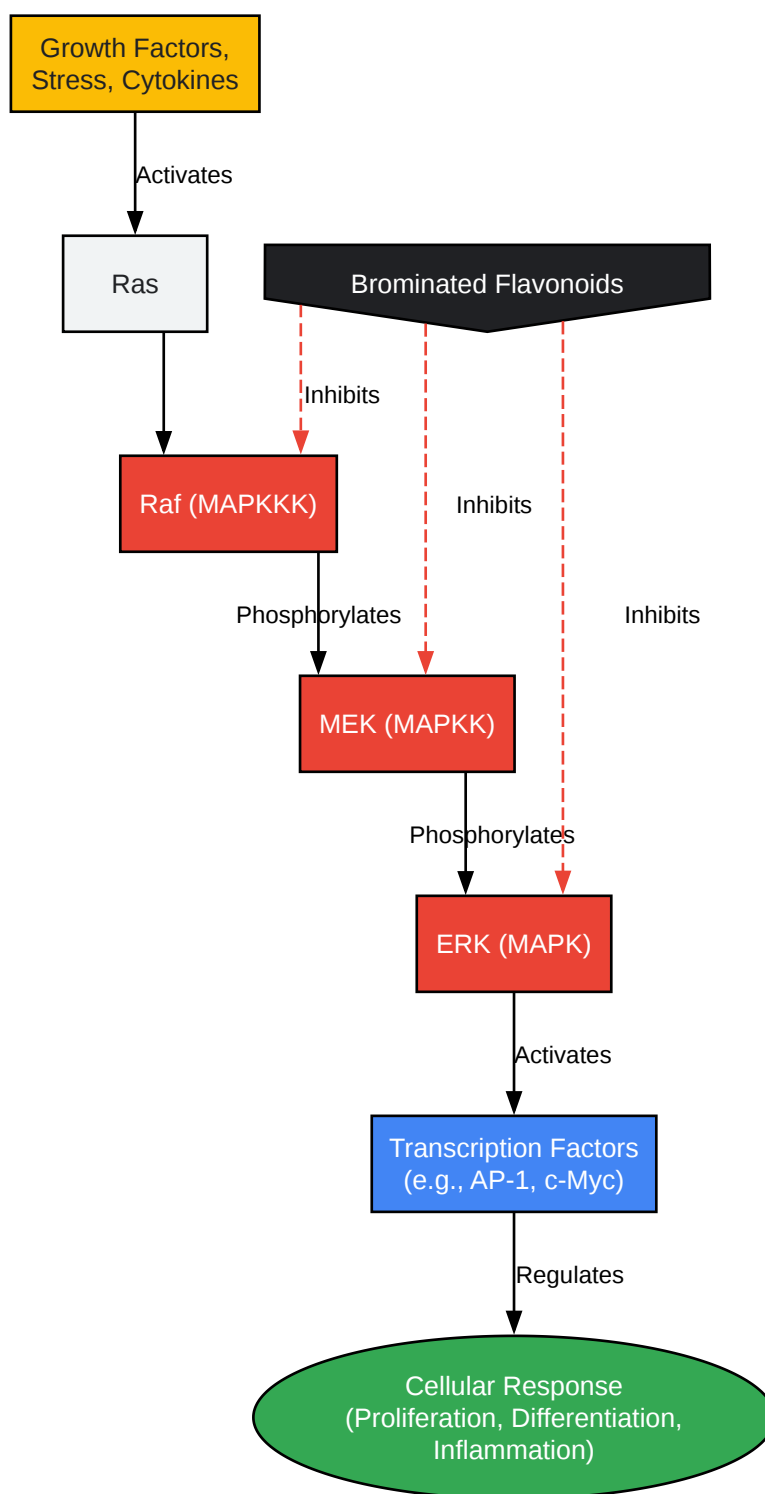 Growth Factors,
Stress, Cytokines
Activates
Ras
Brominated Flavonoids
Inhibits
Raf (MAPKKK)
Inhibits
Phosphorylates
Inhibits
MEK (MAPKK)
Phosphorylates
ERK (MAPK)
Activates
Transcription Factors
(e.g., AP-1, c-Myc)
Regulates
Cellular Response
(Proliferation, Differentiation,
Inflammation)